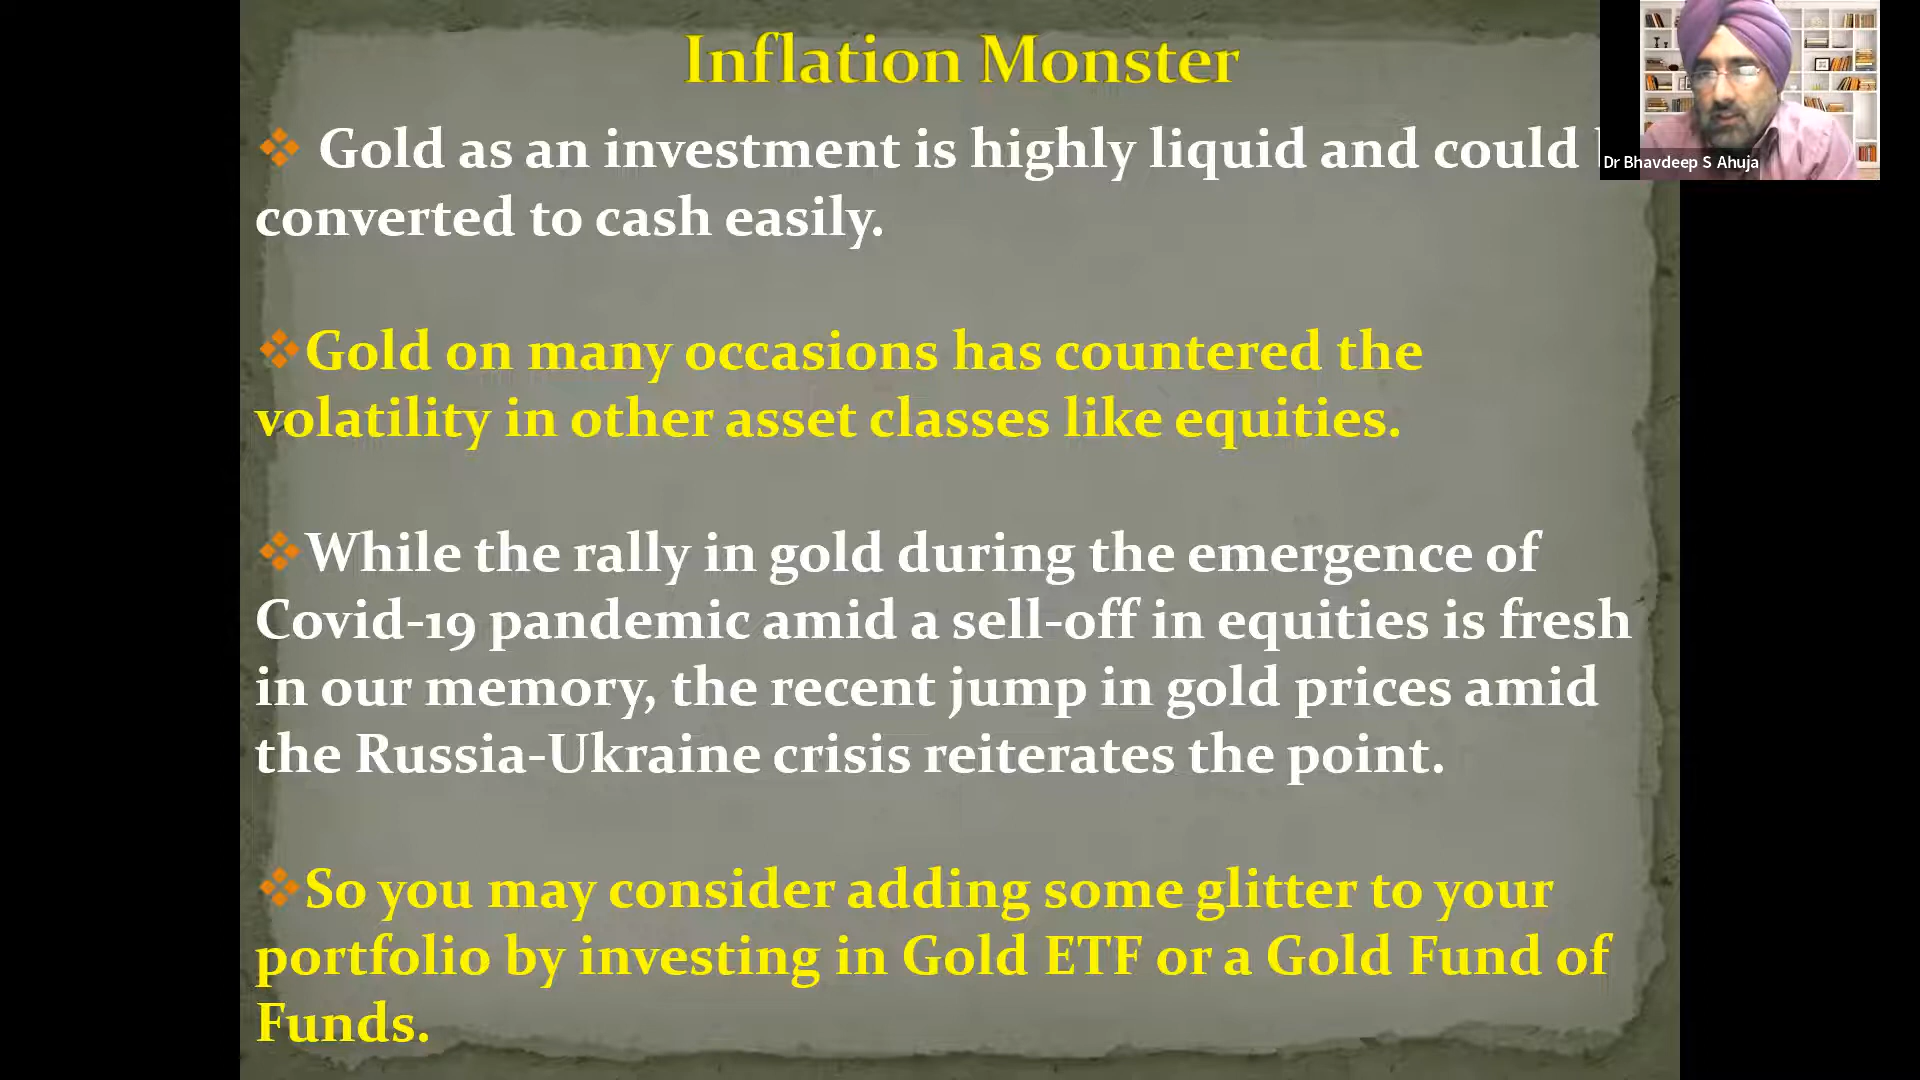 Inflation Monster
Gold as an investment is highly liquid and could
converted to cash easily.
Gold on many occasions has countered the
volatility in other asset classes like equities.
While the rally in gold during the emergence of
Covid-19 pandemic amid a sell-off in equities is fresh
in our memory, the recent jump in gold prices amid
the Russia-Ukraine crisis reiterates the point.
So you may consider adding some glitter to your
portfolio by investing in Gold ETF or a Gold Fund of
Funds.
Dr Bhavdeep S Ahuja